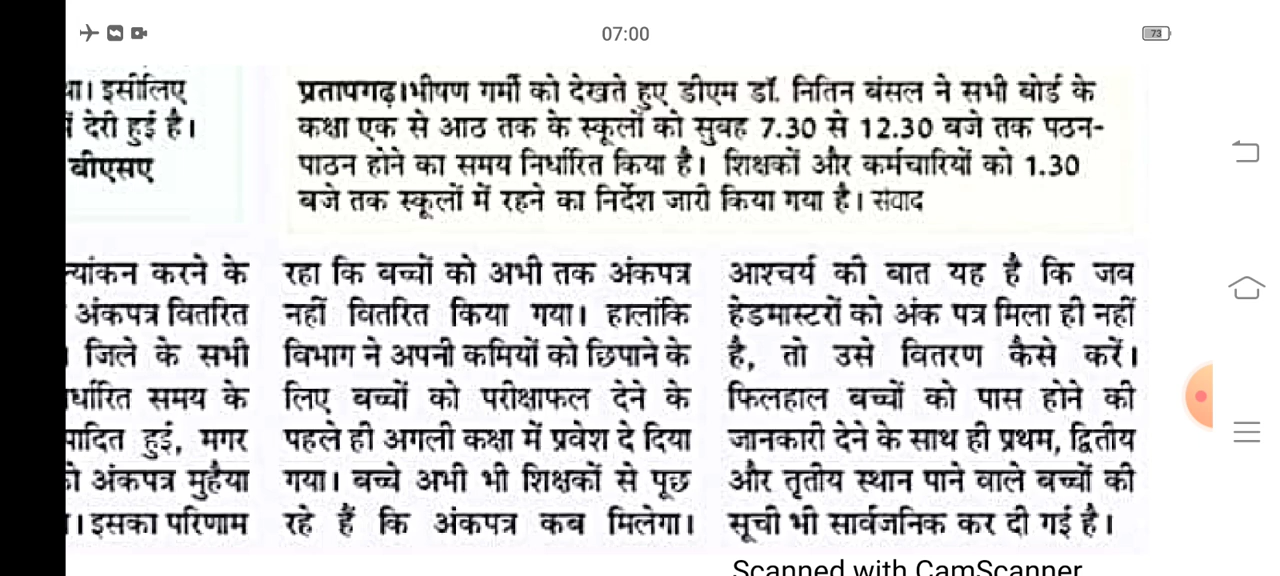 07:00
73
था। इसीलिए
में देरी हुई है।
बीएसए
प्रतापगढ़।भीषण गर्मी को देखते हुए डीएम डॉ. नितिन बंसल ने सभी बोर्ड के
कक्षा एक से आठ तक के स्कूलों को सुबह 7.30 से 12.30 बजे तक पठन-
पाठन होने का समय निर्धारित किया है। शिक्षकों और कर्मचारियों को 1.30
बजे तक स्कूलों में रहने का निर्देश जारी किया गया है। संवाद
करने के
अंकपत्र वितरित
जिले के सभी
समय के
हुई, मगर
अंकपत्र मुहैया
। इसका परिणाम
रहा कि बच्चों को अभी तक अंकपत्र
नहीं वितरित किया गया। हालांकि
विभाग ने अपनी कमियों को छिपाने के
लिए बच्चों को परीक्षाफल देने के
पहले ही अगली कक्षा में प्रवेश दे दिया
गया। बच्चे अभी भी शिक्षकों से पूछ
रहे हैं कि अंकपत्र कब मिलेगा।
आश्चर्य की बात यह है कि जब
हेडमास्टरों को अंक पत्र मिला ही नहीं
है, तो उसे वितरण कैसे करें।
फिलहाल बच्चों को पास होने की
जानकारी देने के साथ ही प्रथम, द्वितीय
और तृतीय स्थान पाने वाले बच्चों की
सूची भी सार्वजनिक कर दी गई है।
Scanned with CamScanner